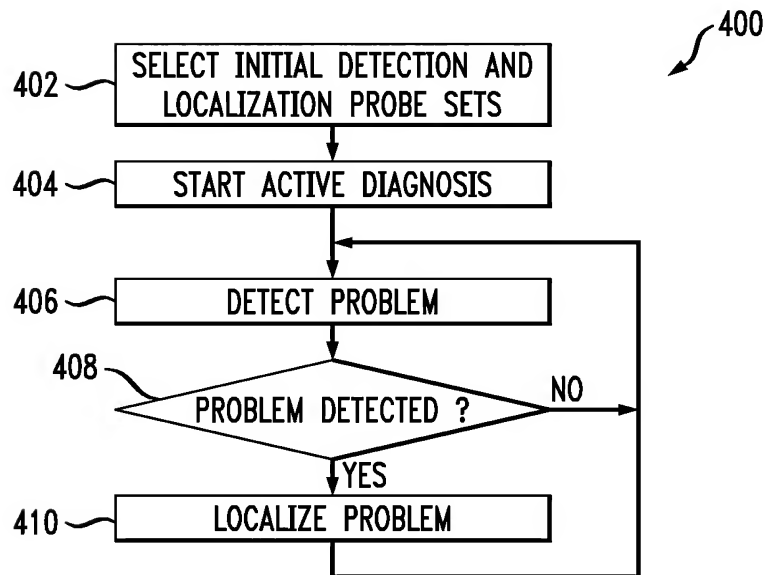 400
402
SELECT INITIAL DETECTION AND
LOCALIZATION PROBE SETS
404
START ACTIVE DIAGNOSIS
406
DETECT PROBLEM
408
PROBLEM DETECTED ?
NO
YES
410
LOCALIZE PROBLEM